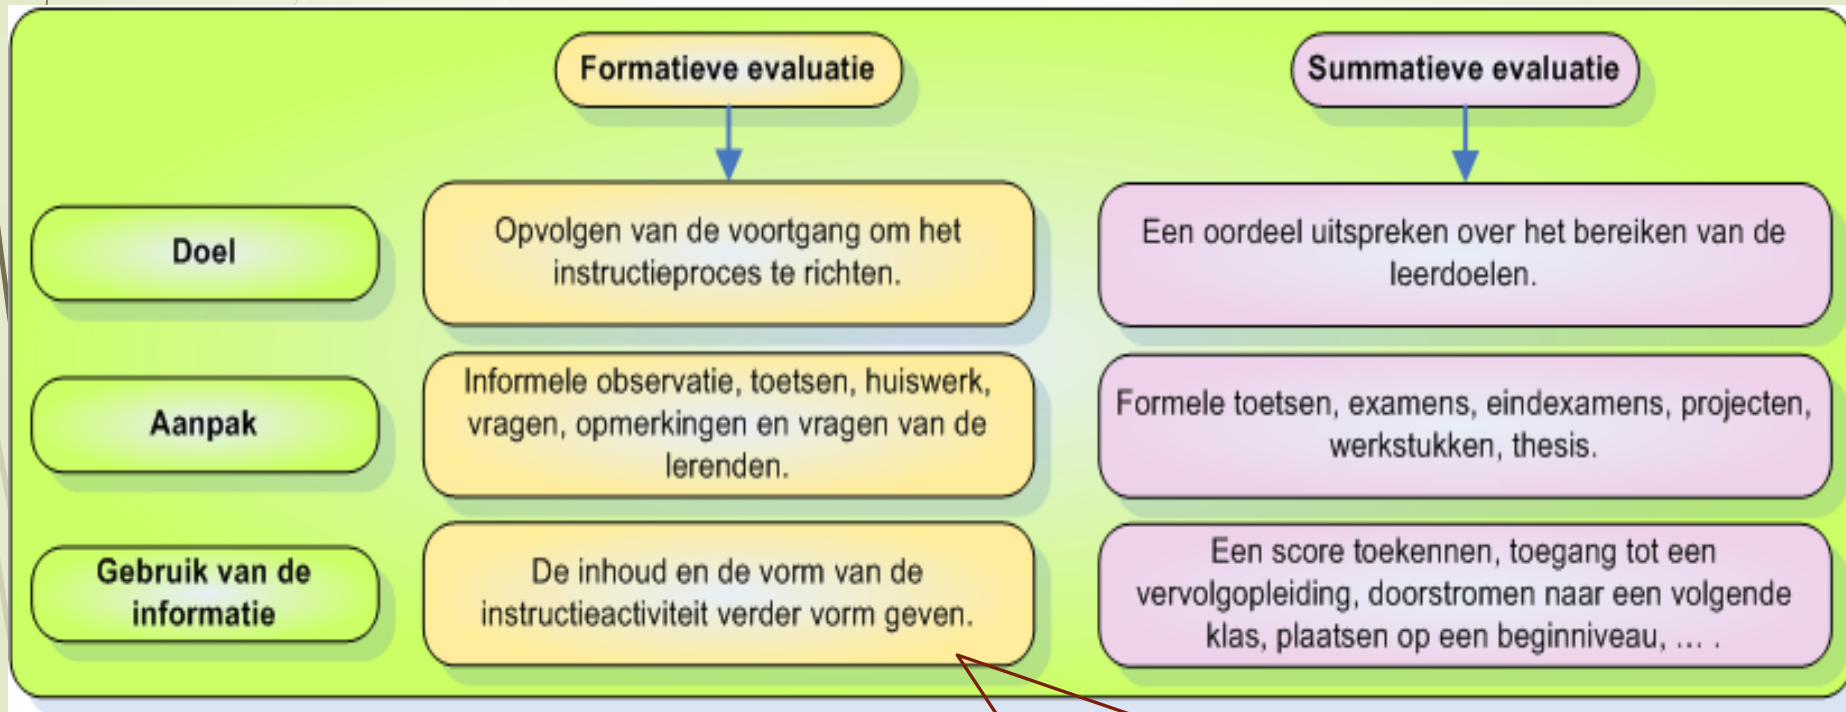 Formatieve evaluatie
Summatieve evaluatie
Doel
Opvolgen van de voortgang om het
instructieproces te richten.
Een oordeel uitspreken over het bereiken van de
leerdoelen.
Aanpak
Informele observatie, toetsen, huiswerk,
vragen, opmerkingen en vragen van de
lerenden.
Formele toetsen, examens, eindexamens, projecten,
werkstukken, thesis.
Gebruik van de
informatie
De inhoud en de vorm van de
instructieactiviteit verder vorm geven.
Een score toekennen, toegang tot een
vervolgopleiding, doorstromen naar een volgende
klas, plaatsen op een beginniveau, ... .